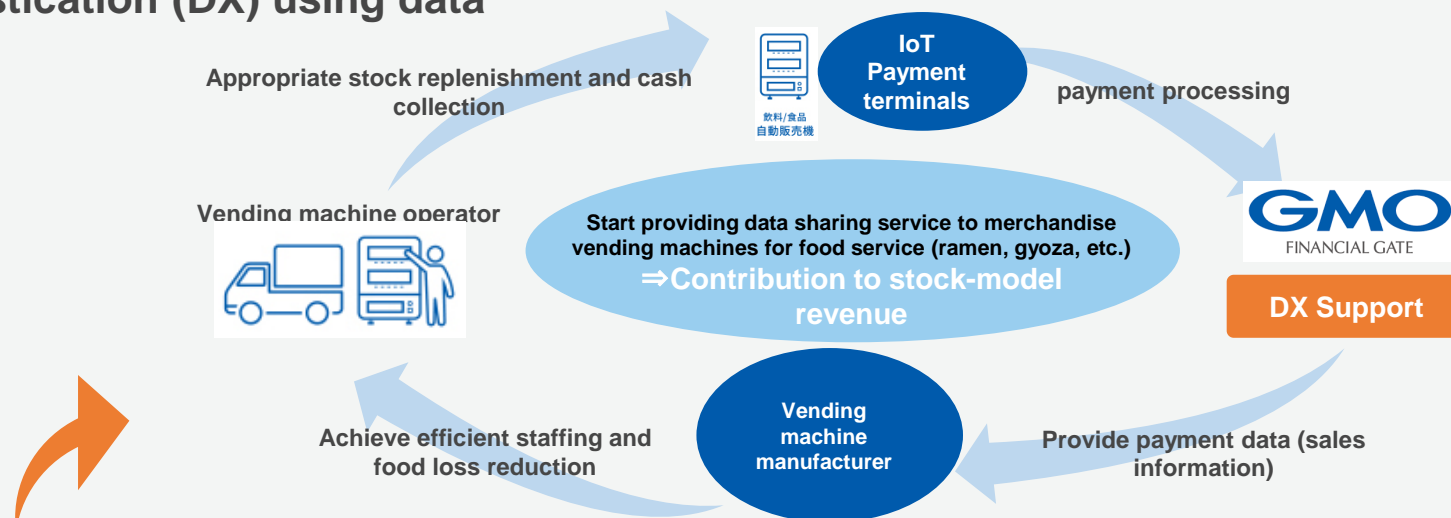 stication (DX) using data
IoT
Payment
terminals
飲料/食品
自動販売機
Appropriate stock replenishment and cash
collection
payment processing
GMO
FINANCIAL GATE
DX Support
Vending machine operator
Start providing data sharing service to merchandise
vending machines for food service (ramen, gyoza, etc.)
⇒Contribution to stock-model
revenue
Vending
machine
manufacturer
Achieve efficient staffing and
food loss reduction
Provide payment data (sales
information)